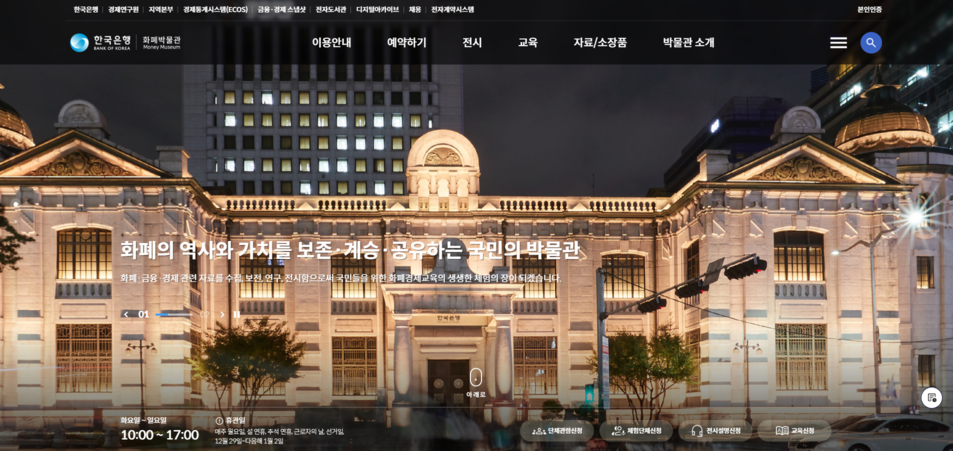 한국은행 경제연구원 지역본부 경제통계시스템(ECOS) 금융·경제 스냅샷 전자도서관 디지털아카이브 채용 전자계약시스템 본인인증
한국은행 BANK OF KOREA 화폐박물관 Money Museum
이용안내 예약하기 전시 교육 자료/소장품 박물관 소개
화폐의 역사와 가치를 보존·계승·공유하는 국민의 박물관
화폐·금융·경제 관련 자료를 수집, 보전, 연구, 전시함으로써 국민들을 위한 화폐경제교육의 생생한 체험의 장이 되겠습니다.
01
한국은행
아래로
화요일 ~ 일요일
10:00 ~ 17:00
휴관일
매주 월요일, 설 연휴, 추석 연휴, 근로자의 날, 선거일,
12월 29일~다음해 1월 2일
단체관람신청 체험단체신청 전시설명신청 교육신청